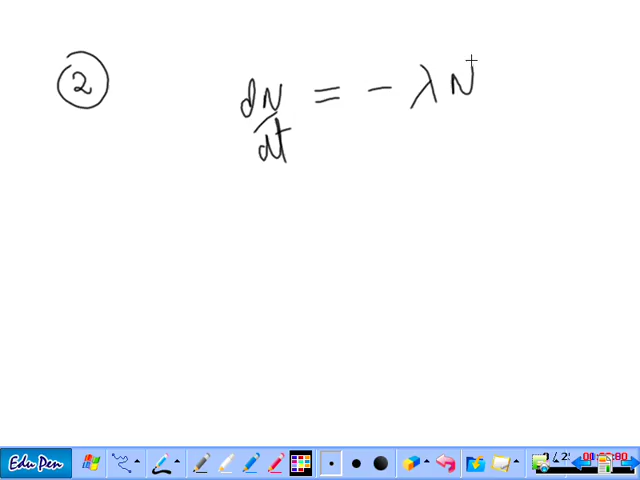 ② dN/dt = - λN
Edu Pen